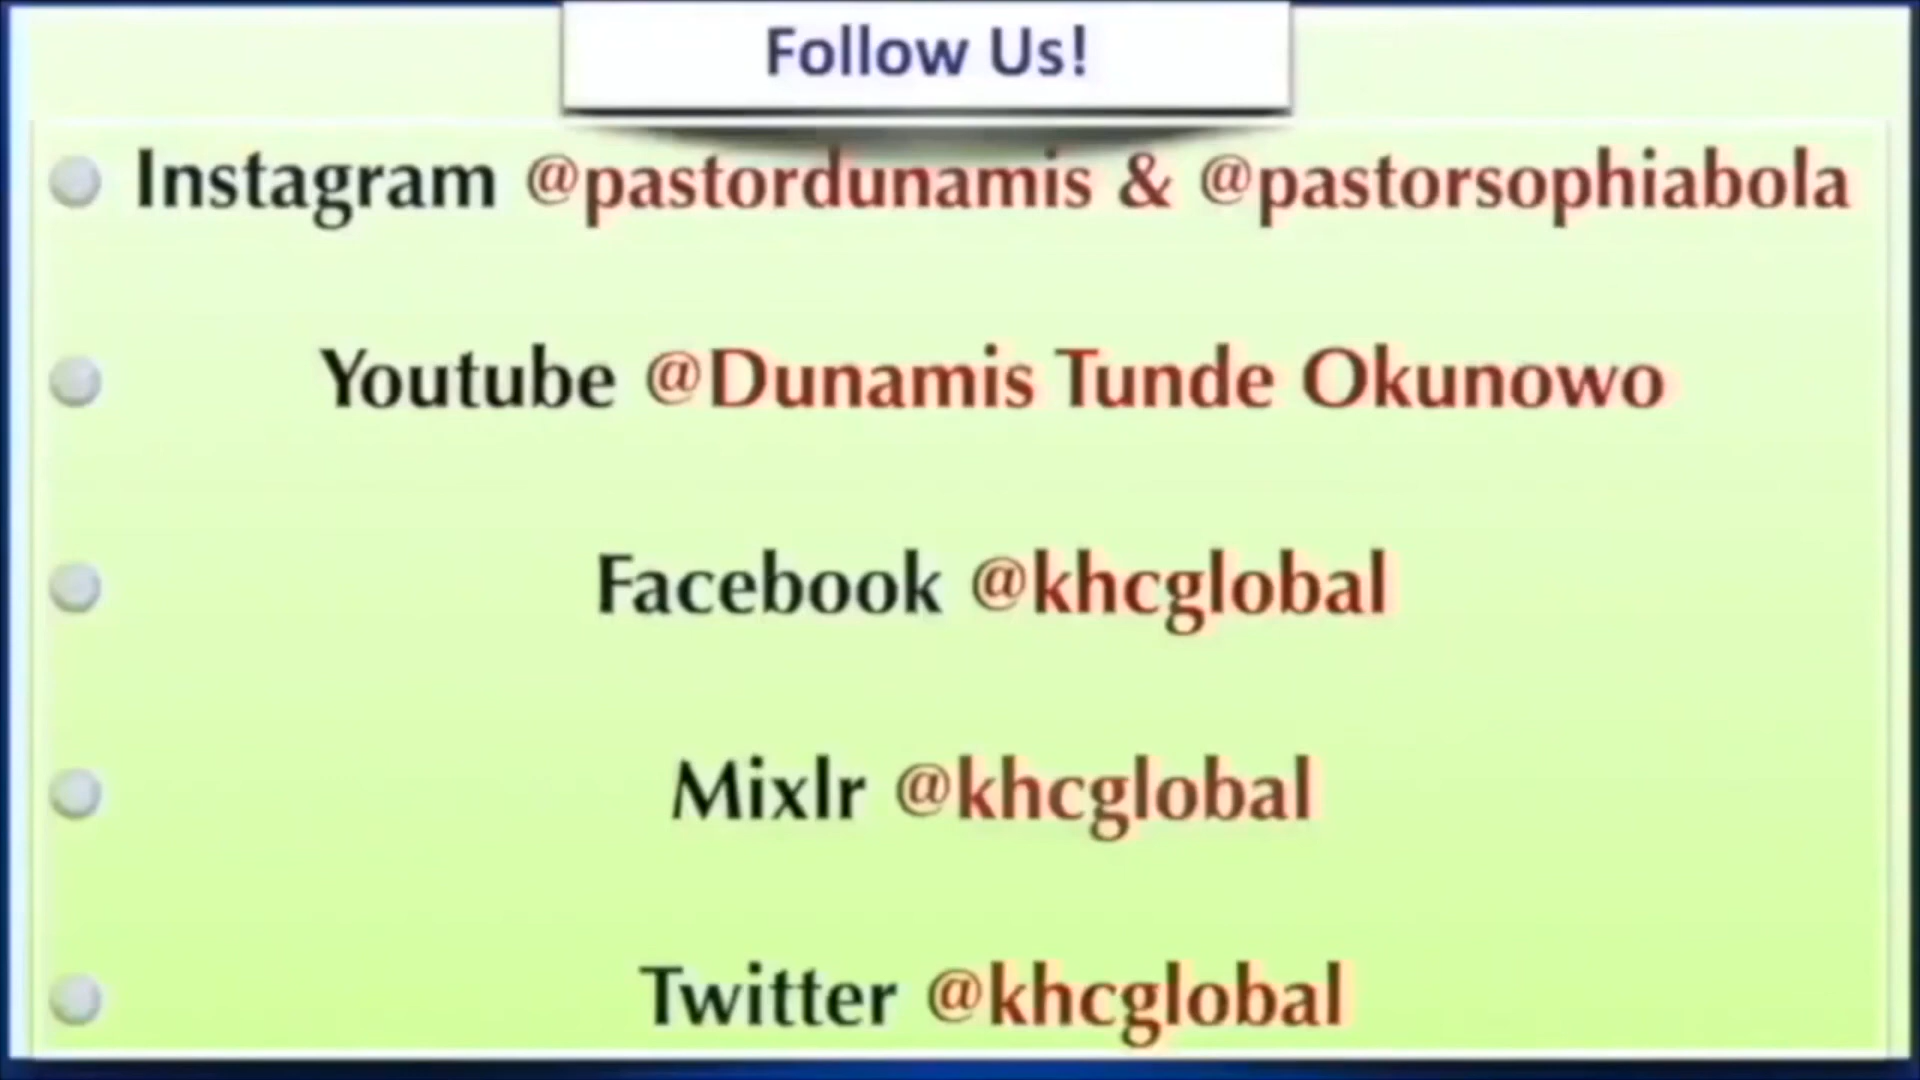 Follow Us!
Instagram @pastordunamis & @pastorsophiabola
Youtube @Dunamis Tunde Okunowo
Facebook @khcglobal
Mixlr @khcglobal
Twitter @khcglobal